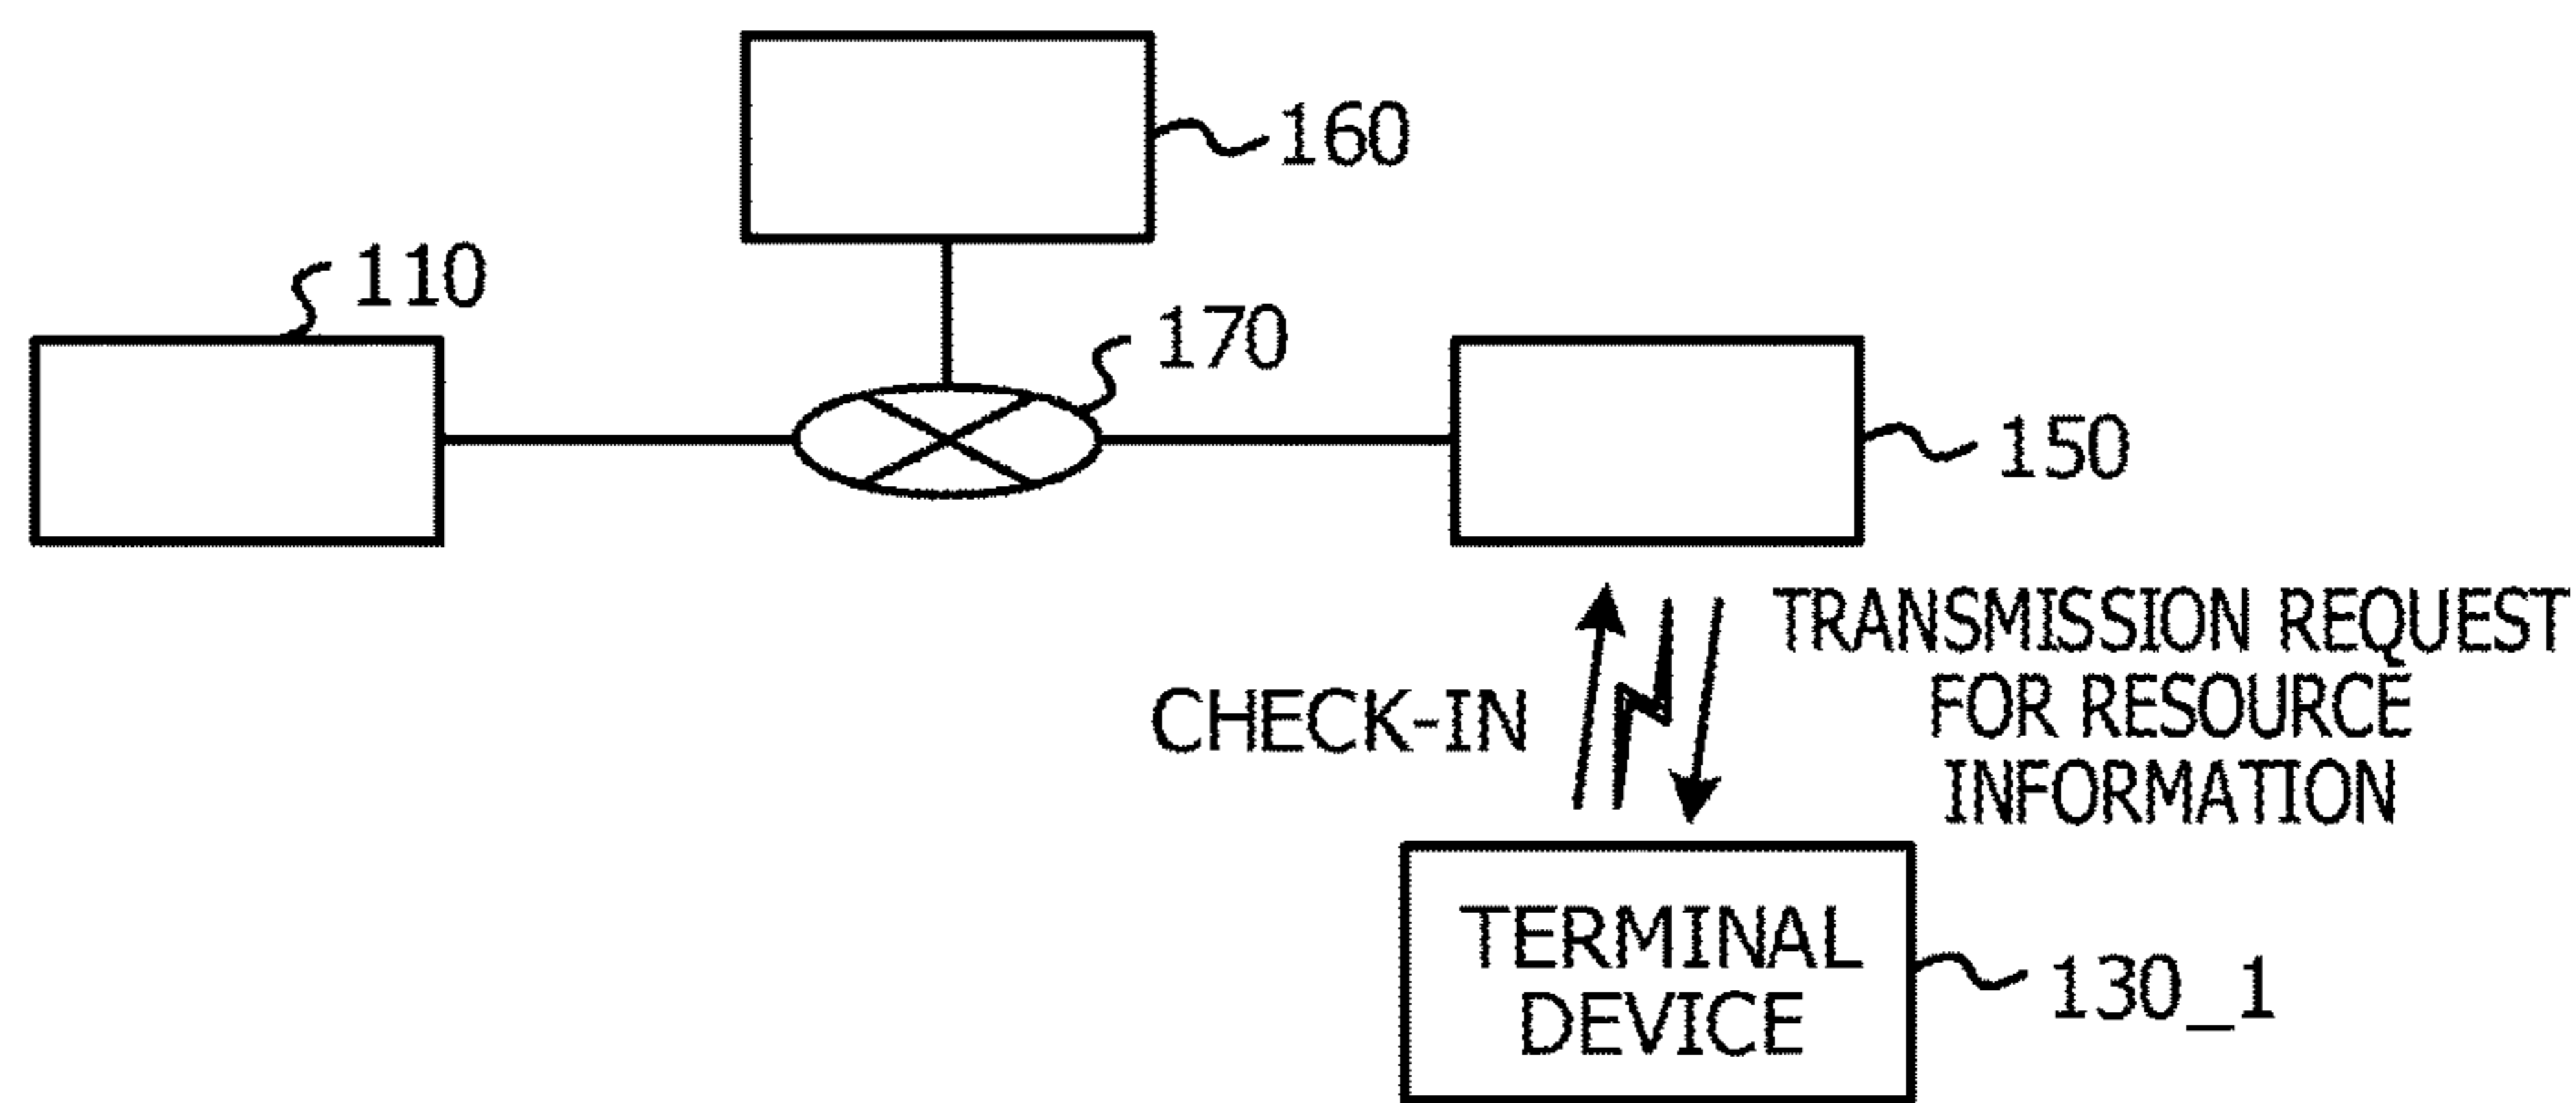 160
110
170
150
TRANSMISSION REQUEST
FOR RESOURCE
INFORMATION
CHECK-IN
TERMINAL
DEVICE
130_1